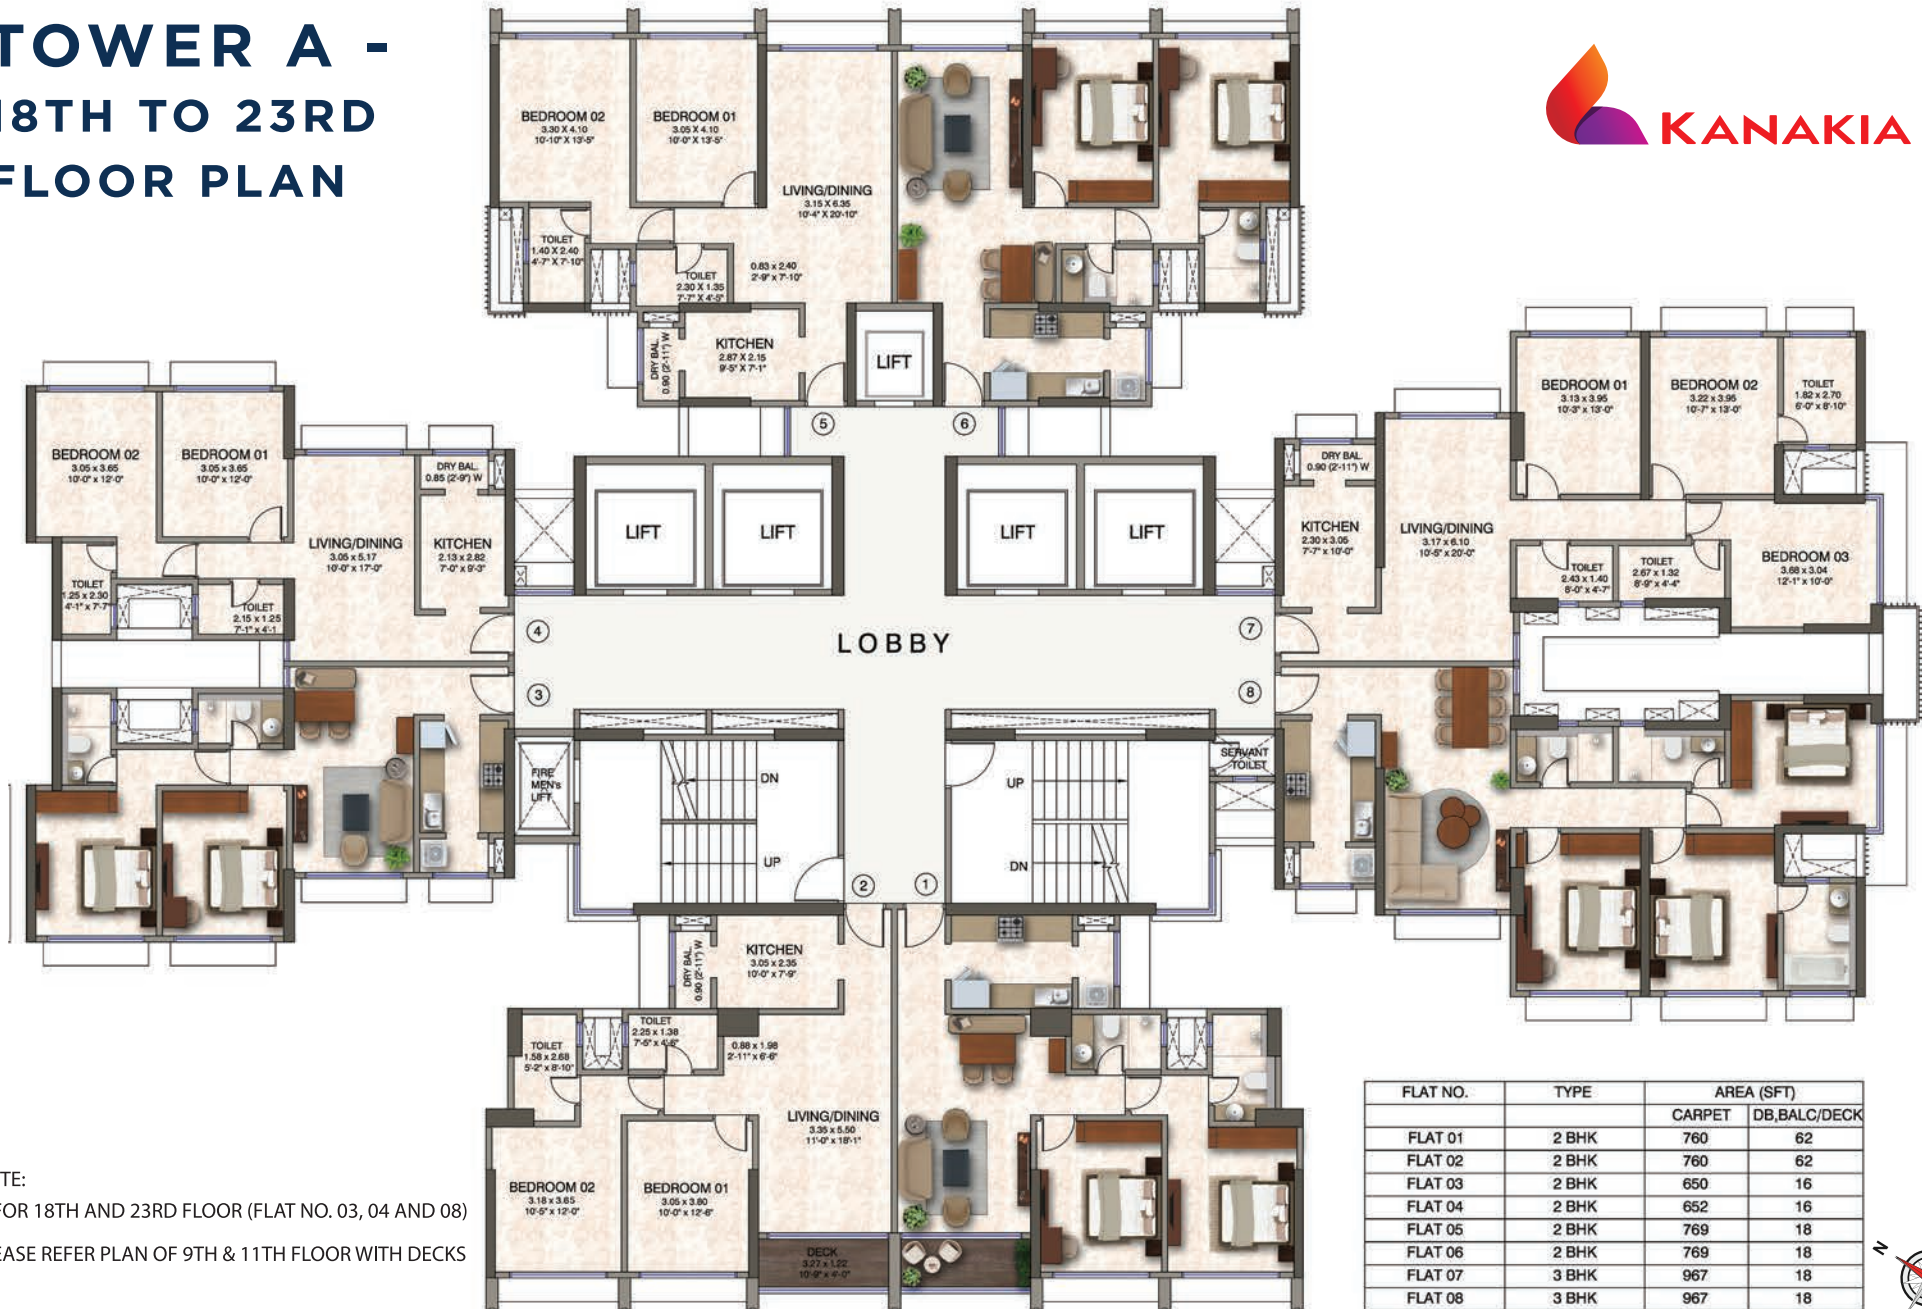 TOWER A -
18TH TO 23RD
FLOOR PLAN
KANAKIA
BEDROOM 02
3.30 X 4.10
10'-10" X 13'-5"
BEDROOM 01
3.05 X 4.10
10'-0" X 13'-5"
LIVING/DINING
3.15 X 6.35
10'-4" X 20'-10"
TOILET
1.40 X 2.40
4'-7" X 7'-10"
TOILET
2.30 X 1.35
7'-7" X 4'-5"
0.83 x 2.40
2'-9" x 7'-10"
KITCHEN
2.87 X 2.15
9'-5" X 7'-1"
DRY BAL.
0.90 (2'-11") W
LIFT
5
6
BEDROOM 02
3.05 x 3.65
10'-0" x 12'-0"
BEDROOM 01
3.05 x 3.65
10'-0" x 12'-0"
DRY BAL.
0.85 (2'-9") W
LIVING/DINING
3.05 x 5.17
10'-0" x 17'-0"
KITCHEN
2.13 x 2.82
7'-0" x 9'-3"
TOILET
1.25 x 2.30
4'-1" x 7'-7"
TOILET
2.15 x 1.25
7'-1" x 4'-1
LIFT
LIFT
LIFT
LIFT
BEDROOM 01
3.13 x 3.95
10'-3" x 13'-0"
BEDROOM 02
3.22 x 3.95
10'-7" x 13'-0"
TOILET
1.82 x 2.70
6'-0" x 8'-10"
DRY BAL.
0.90 (2'-11") W
KITCHEN
2.30 x 3.05
7'-7" x 10'-0"
LIVING/DINING
3.17 x 6.10
10'-5" x 20'-0"
TOILET
2.43 x 1.40
8'-0" x 4'-7"
TOILET
2.67 x 1.32
8'-9" x 4'-4"
BEDROOM 03
3.68 x 3.04
12'-1" x 10'-0"
4
LOBBY
7
3
8
FIRE
MEN's
LIFT
DN
UP
UP
DN
SERVANT
TOILET
2
1
KITCHEN
3.05 x 2.35
10'-0" x 7'-9"
DRY BAL.
0.90 (2'-11") W
TOILET
1.58 x 2.68
5'-2" x 8'-10"
TOILET
2.25 x 1.38
7'-5" x 4'-6"
0.88 x 1.98
2'-11" x 6'-6"
LIVING/DINING
3.35 x 5.50
11'-0" x 18'-1"
BEDROOM 02
3.18 x 3.65
10'-5" x 12'-0"
BEDROOM 01
3.05 x 3.80
10'-0" x 12'-6"
DECK
3.27 x 1.22
10'-9" x 4'-0"
TE:
FOR 18TH AND 23RD FLOOR (FLAT NO. 03, 04 AND 08)
EASE REFER PLAN OF 9TH & 11TH FLOOR WITH DECKS
FLAT NO. TYPE AREA (SFT)
CARPET DB,BALC/DECK
FLAT 01 2 BHK 760 62
FLAT 02 2 BHK 760 62
FLAT 03 2 BHK 650 16
FLAT 04 2 BHK 652 16
FLAT 05 2 BHK 769 18
FLAT 06 2 BHK 769 18
FLAT 07 3 BHK 967 18
FLAT 08 3 BHK 967 18
N